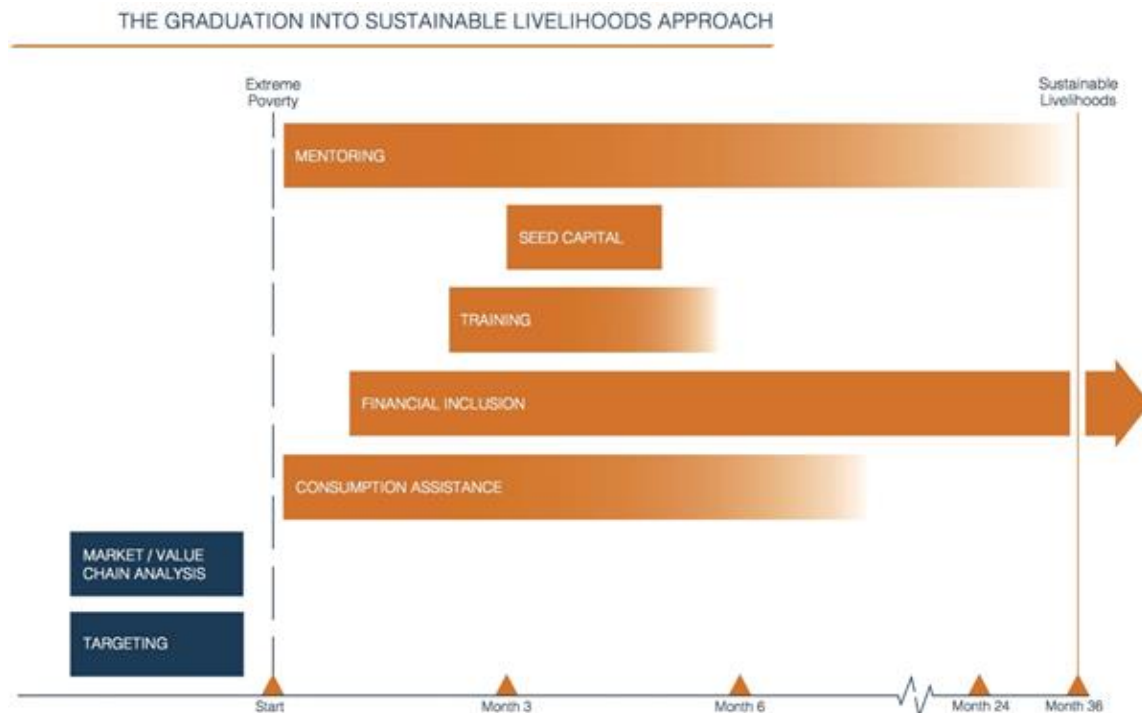 THE GRADUATION INTO SUSTAINABLE LIVELIHOODS APPROACH
Extreme
Poverty
Sustainable
Livelihoods
MENTORING
SEED CAPITAL
TRAINING
FINANCIAL INCLUSION
CONSUMPTION ASSISTANCE
MARKET / VALUE
CHAIN ANALYSIS
TARGETING
Start
Month 3
Month 6
Month 24
Month 36